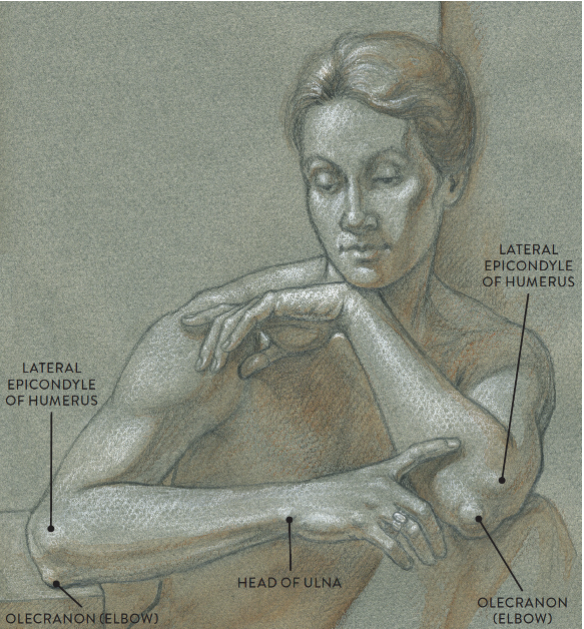 LATERAL
EPICONDYLE
OF HUMERUS
LATERAL
EPICONDYLE
OF HUMERUS
HEAD OF ULNA
OLECRANON (ELBOW)
OLECRANON
(ELBOW)